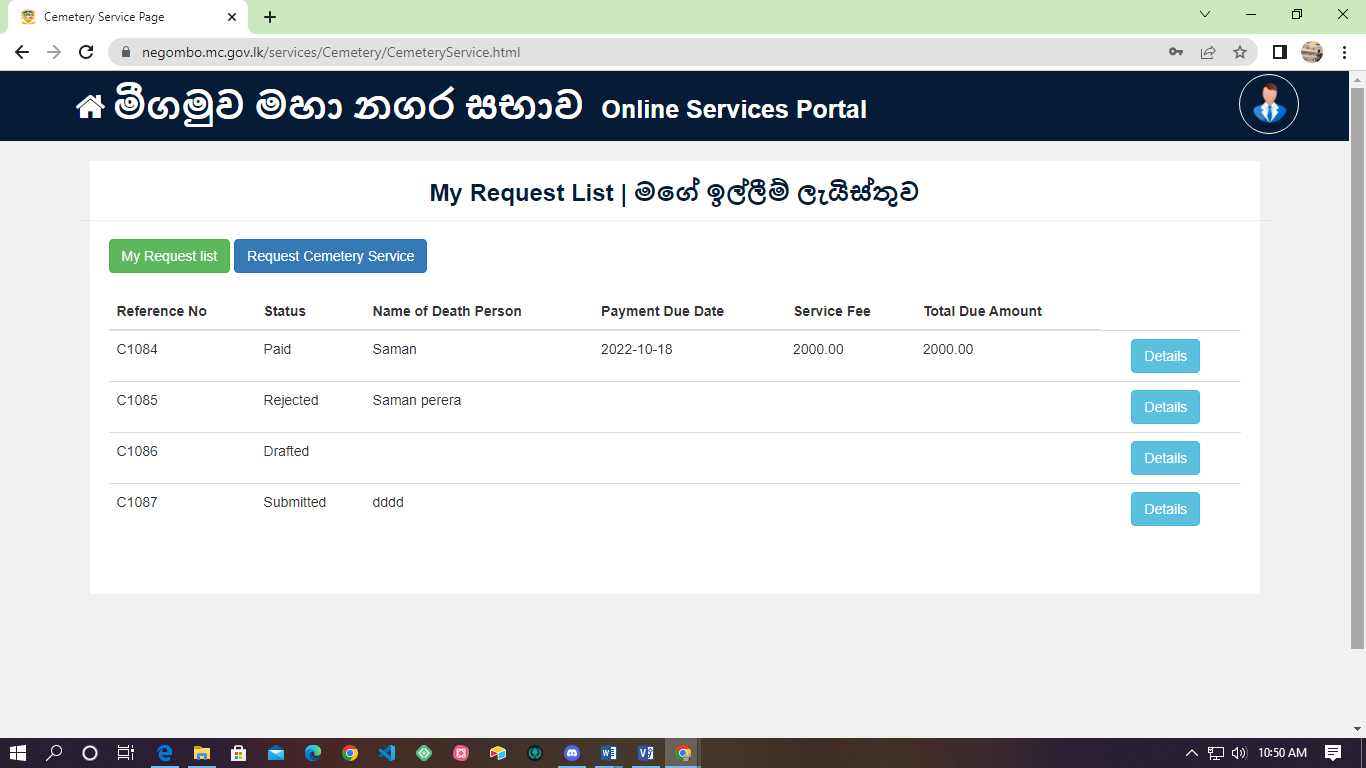 Cemetery Service Page
negombo.mc.gov.lk/services/Cemetery/CemeteryService.html
මීගමුව මහා නගර සභාව Online Services Portal
My Request List | මගේ ඉල්ලීම් ලැයිස්තුව
My Request list Request Cemetery Service
Reference No Status Name of Death Person Payment Due Date Service Fee Total Due Amount
C1084 Paid Saman 2022-10-18 2000.00 2000.00 Details
C1085 Rejected Saman perera Details
C1086 Drafted Details
C1087 Submitted dddd Details
10:50 AM